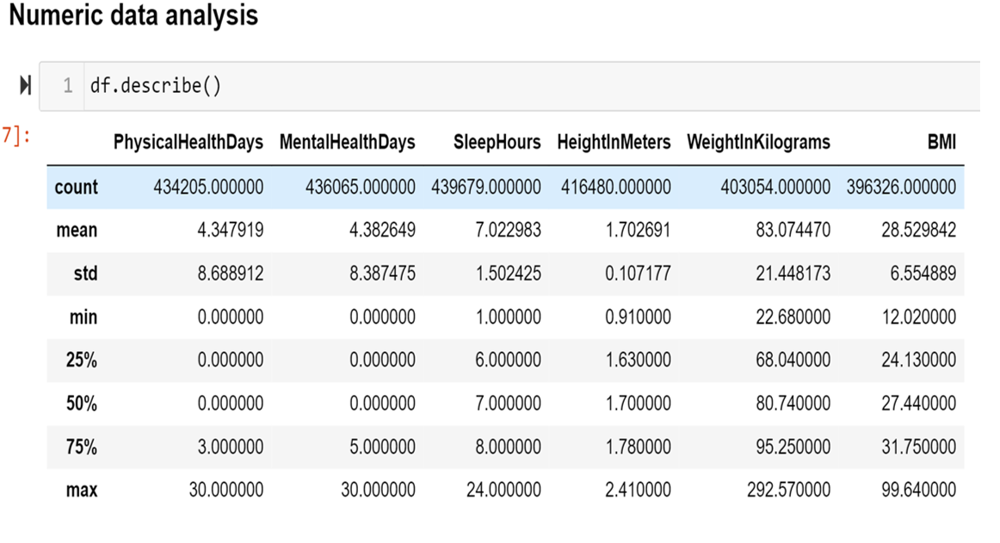 Numeric data analysis
1 df.describe()
7]:
PhysicalHealthDays MentalHealthDays SleepHours HeightInMeters WeightInKilograms BMI
count 434205.000000 436065.000000 439679.000000 416480.000000 403054.000000 396326.000000
mean 4.347919 4.382649 7.022983 1.702691 83.074470 28.529842
std 8.688912 8.387475 1.502425 0.107177 21.448173 6.554889
min 0.000000 0.000000 1.000000 0.910000 22.680000 12.020000
25% 0.000000 0.000000 6.000000 1.630000 68.040000 24.130000
50% 0.000000 0.000000 7.000000 1.700000 80.740000 27.440000
75% 3.000000 5.000000 8.000000 1.780000 95.250000 31.750000
max 30.000000 30.000000 24.000000 2.410000 292.570000 99.640000